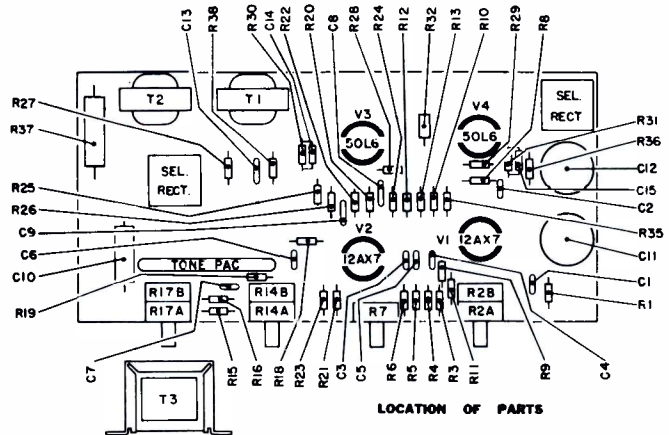 C13
R38
R30
C14
R22
R20
C8
R28
R24
R12
R32
R13
R10
R29
R8
R27
R37
R25
R26
C9
C6
C10
R19
T2
T1
V3
50L6
V4
50L6
SEL.
RECT
SEL.
RECT.
R31
R36
C12
C15
C2
R35
C11
C1
R1
V2
12AX7
V1
12AX7
TONE PAC
R17B
R17A
R14B
R14A
R7
R2B
R2A
C7
R15
R16
R18
R23
R21
C3
C5
R6
R5
R4
R3
R11
R9
C4
T3
LOCATION OF PARTS